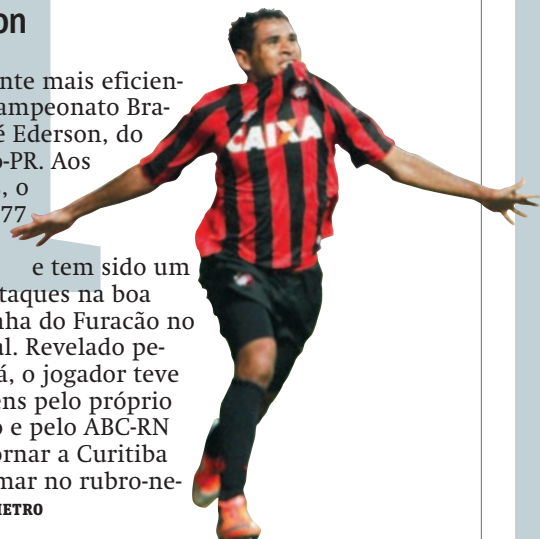 on
nte mais eficien-
ampeonato Bra-
é Ederson, do
o-PR. Aos
, o
77
e tem sido um
taques na boa
nha do Furacão no
al. Revelado pe-
á, o jogador teve
ens pelo próprio
o e pelo ABC-RN
ornar a Curitiba
mar no rubro-ne-
METRO
CAIXA